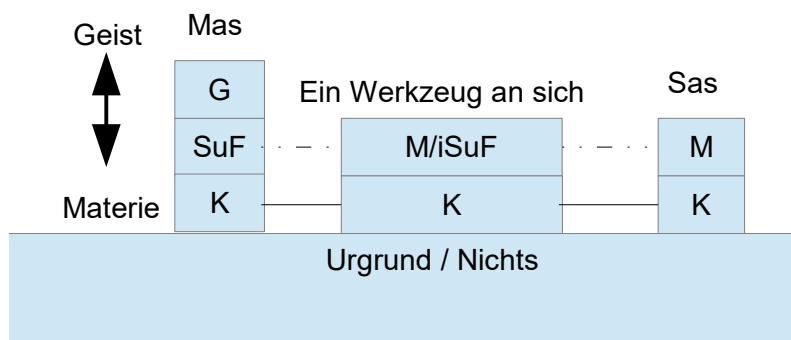 Mas
Geist
G
Ein Werkzeug an sich
Sas
SuF
M/iSuF
M
Materie
K
K
K
Urgrund / Nichts